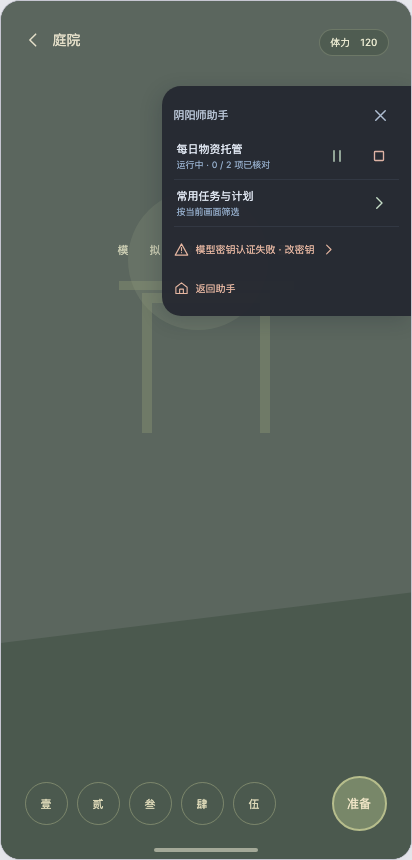 庭院
体力 120
阴阳师助手
每日物资托管
运行中 · 0 / 2 项已核对
常用任务与计划
按当前画面筛选
模 拟
模型密钥认证失败 · 改密钥
返回助手
壹 贰 叁 肆 伍 准备